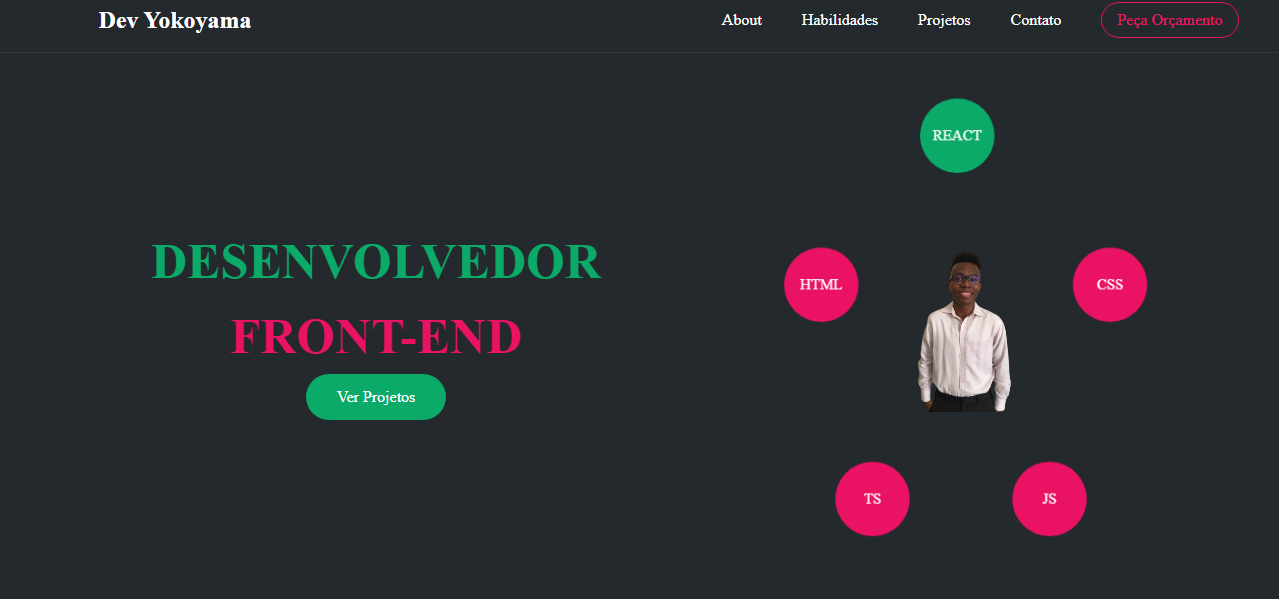 Dev Yokoyama
About Habilidades Projetos Contato Peça Orçamento
REACT
DESENVOLVEDOR
HTML
CSS
FRONT-END
Ver Projetos
TS
JS